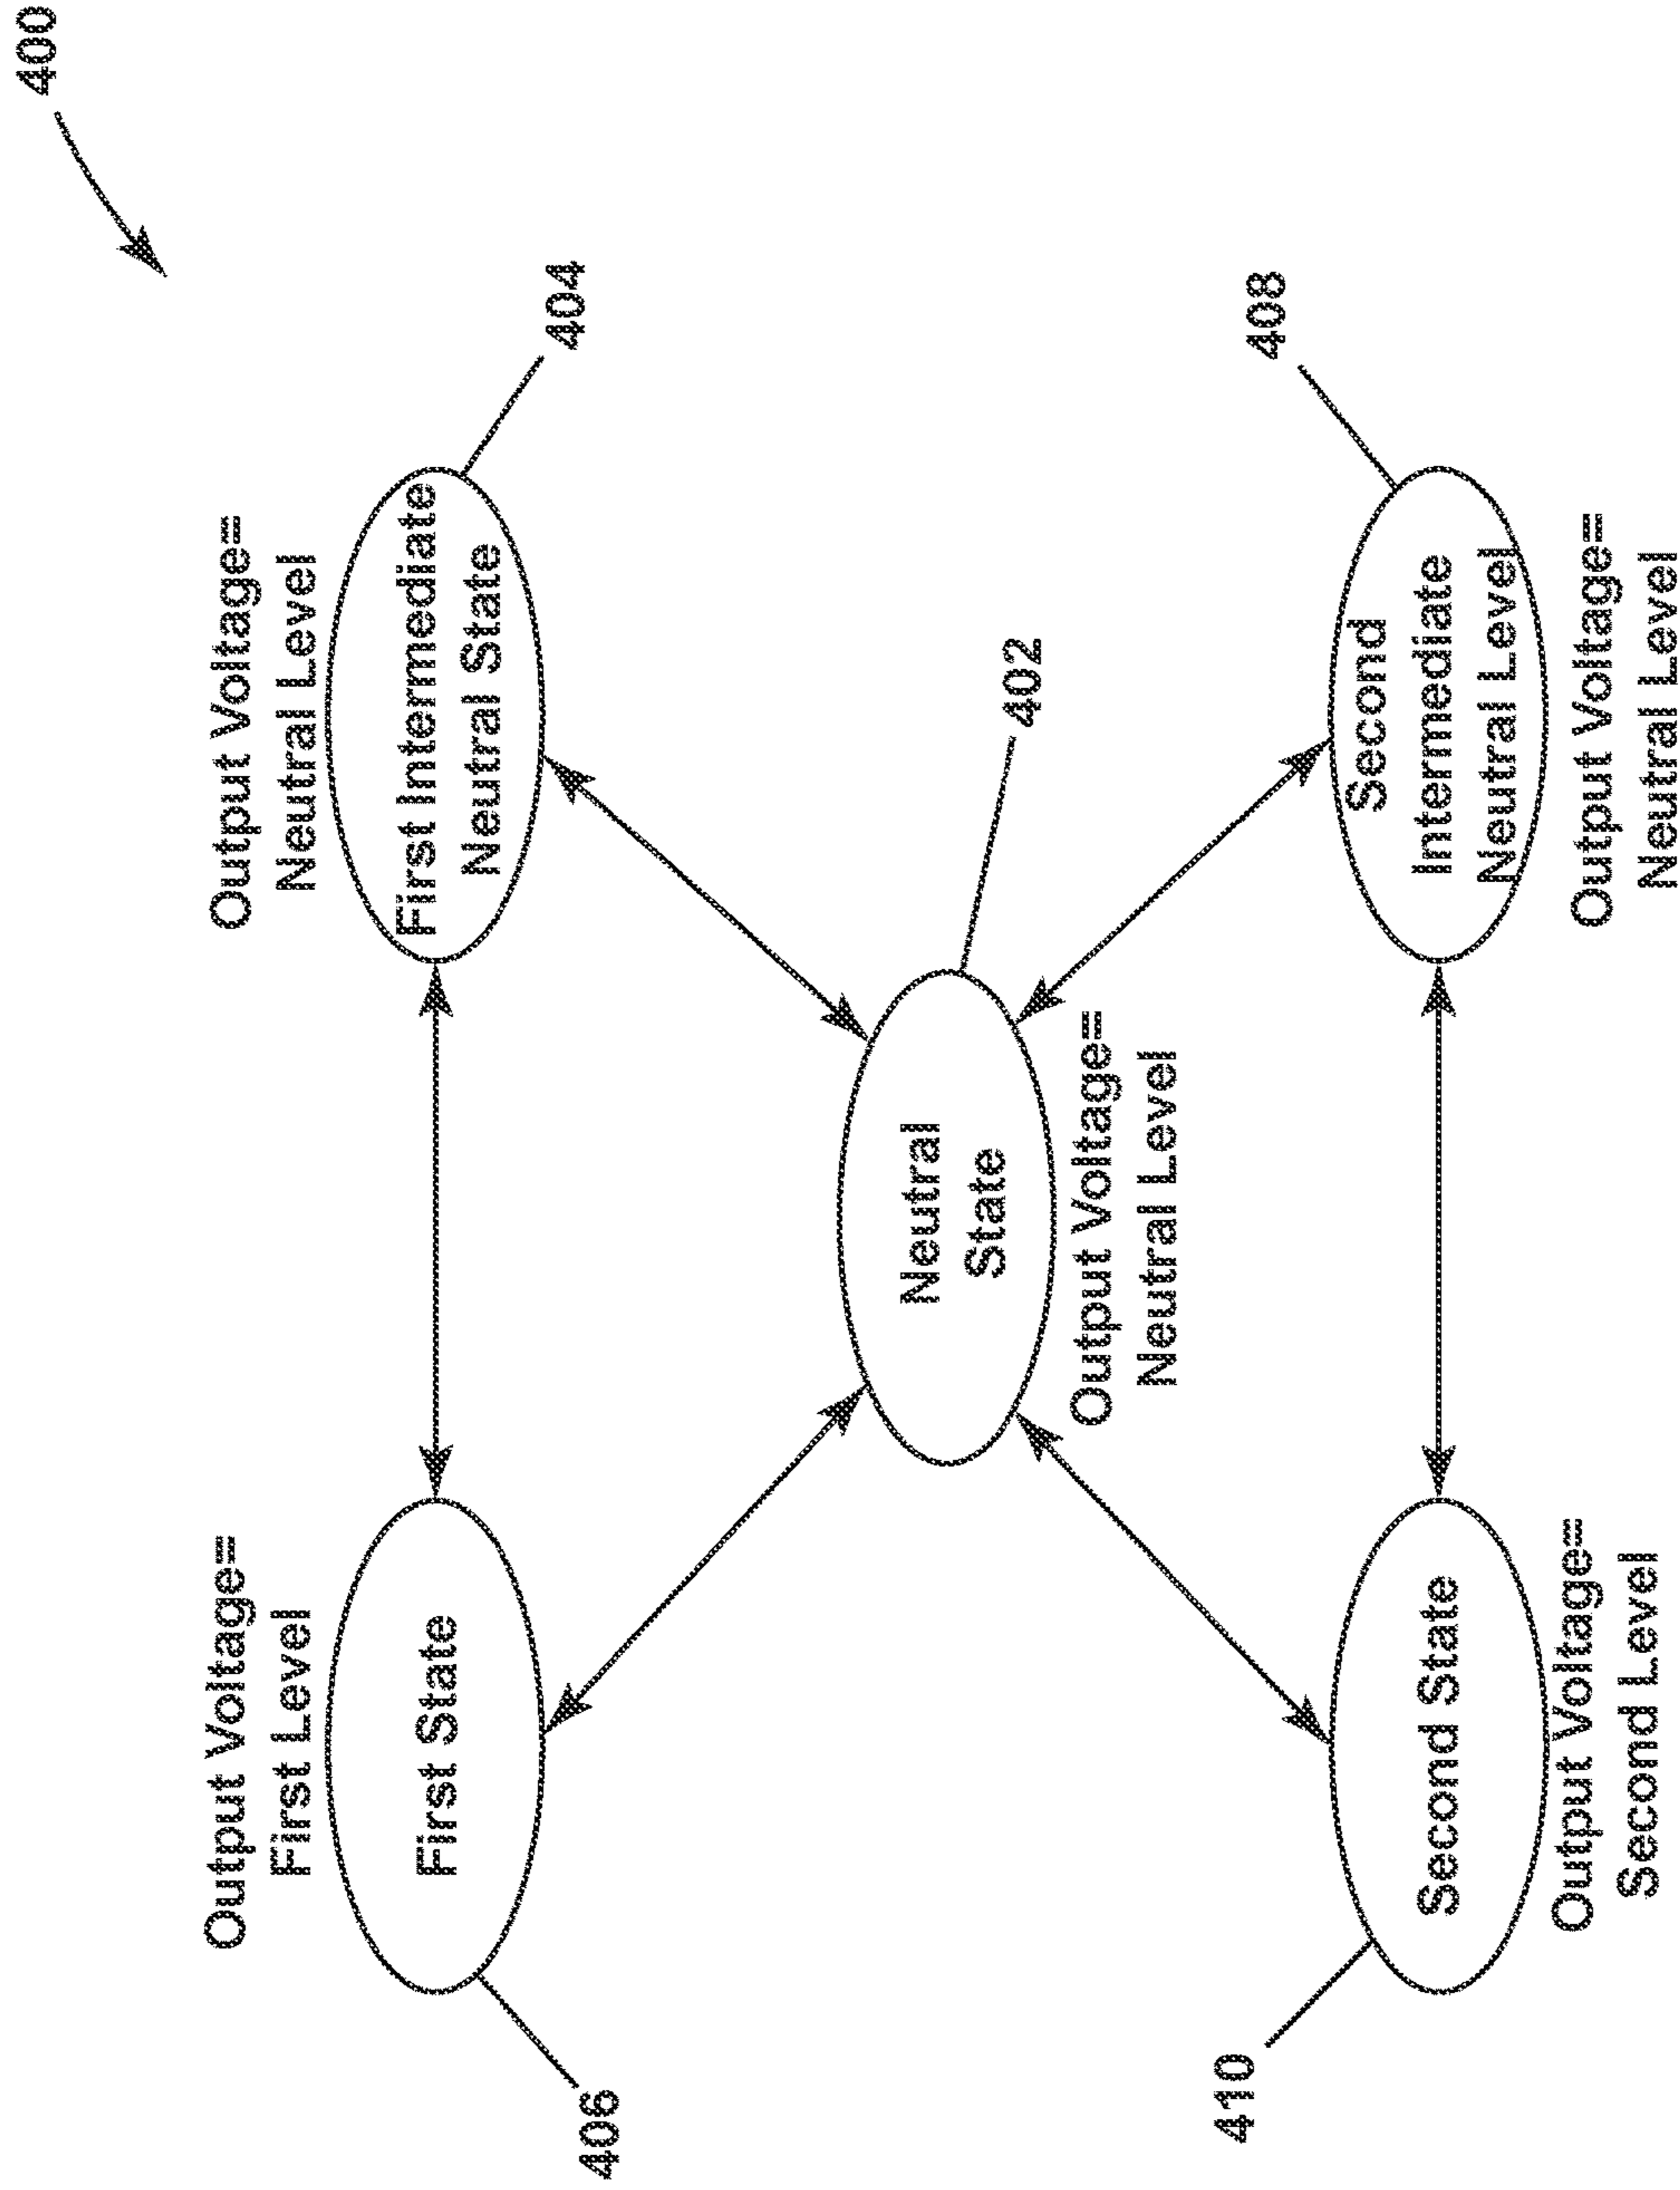 400
Output Voltage=
First Level
First State
406
Output Voltage=
Neutral Level
First Intermediate
Neutral State
404
Neutral
State
402
Output Voltage=
Neutral Level
410
Second State
Output Voltage=
Second Level
408
Second
Intermediate
Neutral Level
Output Voltage=
Neutral Level